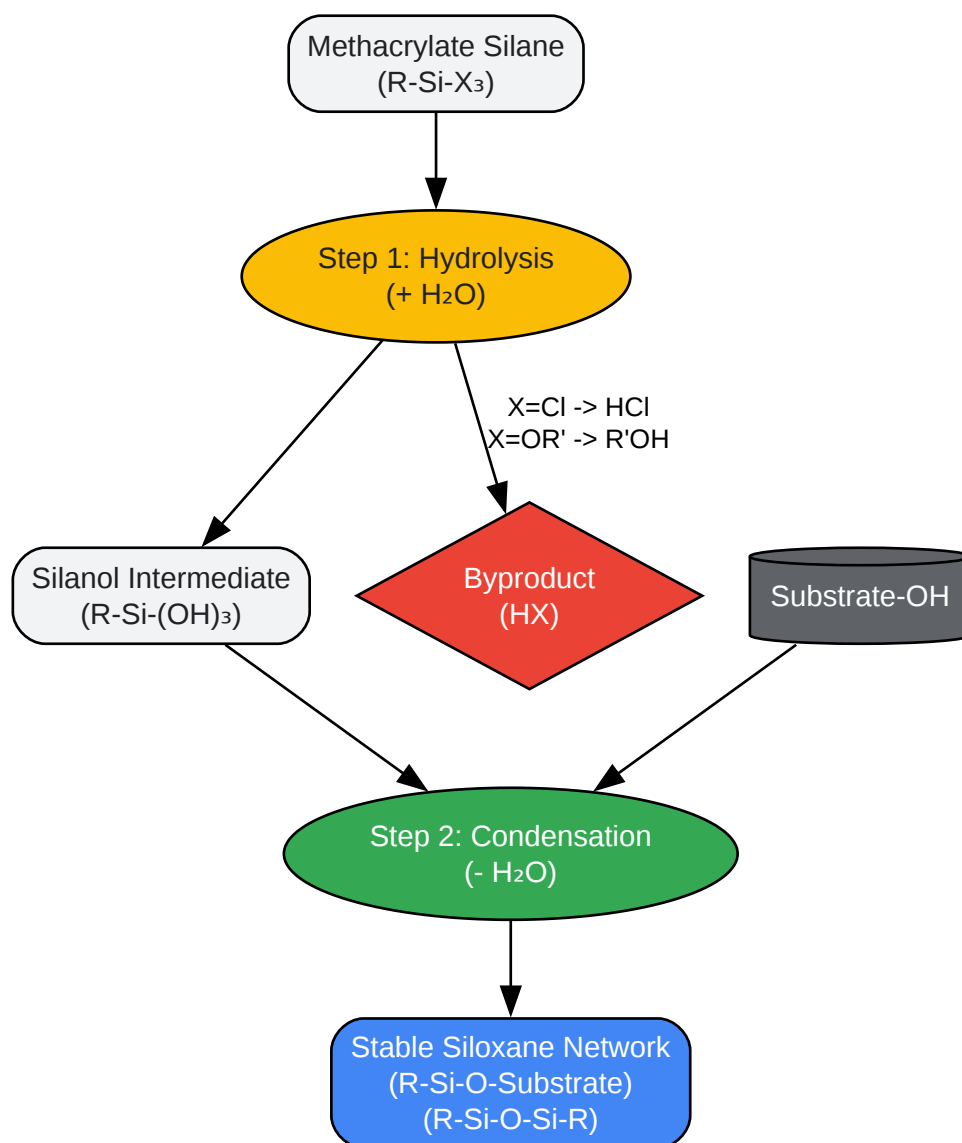 Methacrylate Silane
(R-Si-X₃)
Step 1: Hydrolysis
(+ H₂O)
X=Cl -> HCl
X=OR' -> R'OH
Silanol Intermediate
(R-Si-(OH)₃)
Byproduct
(HX)
Substrate-OH
Step 2: Condensation
(- H₂O)
Stable Siloxane Network
(R-Si-O-Substrate)
(R-Si-O-Si-R)